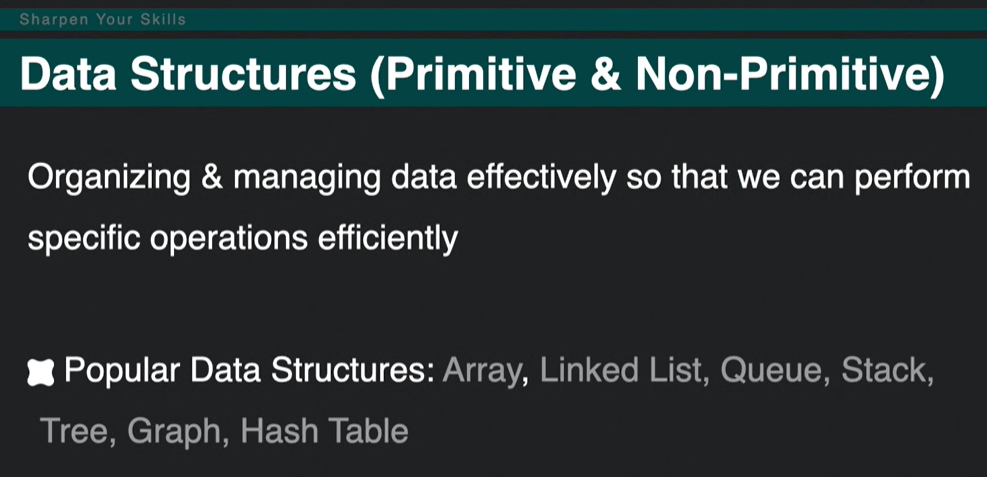 Sharpen Your Skills
Data Structures (Primitive & Non-Primitive)
Organizing & managing data effectively so that we can perform
specific operations efficiently
Popular Data Structures: Array, Linked List, Queue, Stack,
Tree, Graph, Hash Table